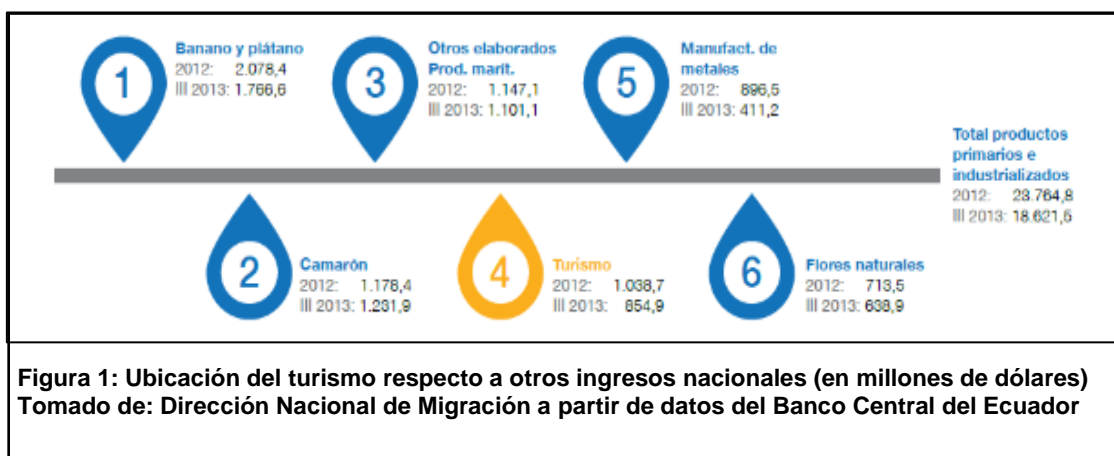 1
Banano y plátano
2012: 2.078,4
III 2013: 1.766,6
2
Camarón
2012: 1.178,4
III 2013: 1.231,9
3
Otros elaborados
Prod. marit.
2012: 1.147,1
III 2013: 1.101,1
4
Turismo
2012: 1.038,7
III 2013: 854,9
5
Manufact. de
metales
2012: 896,5
III 2013: 411,2
6
Flores naturales
2012: 713,5
III 2013: 638,9
Total productos
primarios e
industrializados
2012: 23.764,8
III 2013: 18.621,5
Figura 1: Ubicación del turismo respecto a otros ingresos nacionales (en millones de dólares)
Tomado de: Dirección Nacional de Migración a partir de datos del Banco Central del Ecuador